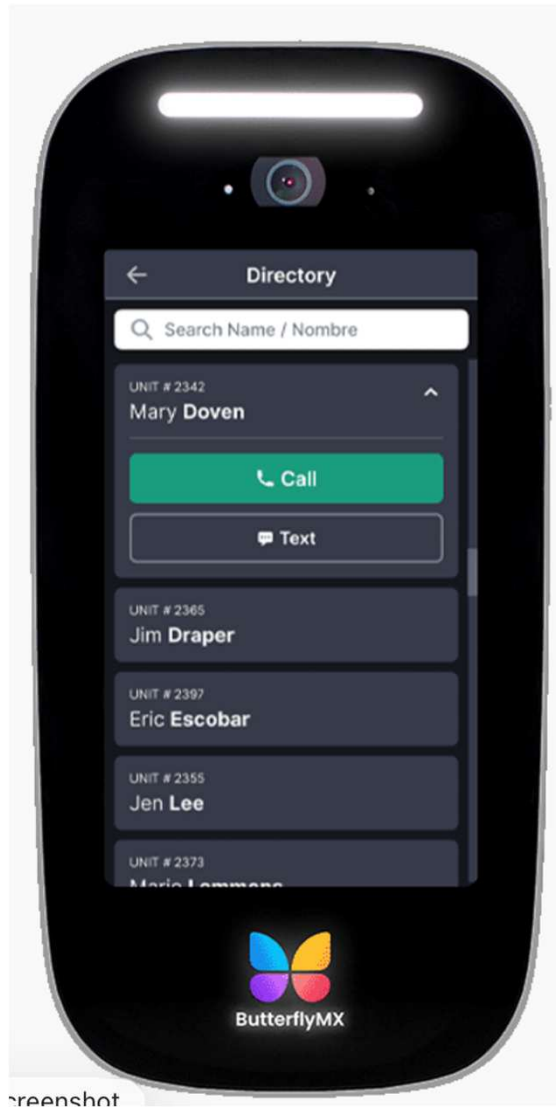 Directory
Search Name / Nombre
UNIT # 2342
Mary Doven
Call
Text
UNIT # 2365
Jim Draper
UNIT # 2397
Eric Escobar
UNIT # 2355
Jen Lee
UNIT # 2373
ButterflyMX
creenshot